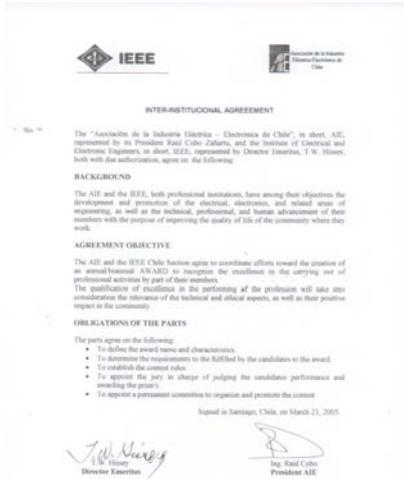 IEEE
Asociación de la Industria
Eléctrica-Electrónica de
Chile
INTER-INSTITUCIONAL AGREEEMENT
The "Asociación de la Industria Eléctrica – Electrónica de Chile", in short, AIE,
represented by its President Raúl Cobo Zañartu, and the Institute of Electrical and
Electronic Engineers, in short, IEEE, represented by Director Emeritus, T.W. Hissey,
both with due authorization, agree on the following:
BACKGROUND
The AIE and the IEEE, both professional institutions, have among their objectives the
development and promotion of the electrical, electronics, and related areas of
engineering, as well as the technical, professional, and human advancement of their
members with the purpose of improving the quality of life of the community where they
work.
AGREEMENT OBJECTIVE
The AIE and the IEEE Chile Section agree to coordinate efforts toward the creation of
an annual/biannual AWARD to recognize the excellence in the carrying out of
professional activities by part of their members.
The qualification of excellence in the performing of the profession will take into
consideration the relevance of the technical and ethical aspects, as well as their positive
impact in the community.
OBLIGATIONS OF THE PARTS
The parts agree on the following:
• To define the award name and characteristics.
• To determine the requirements to the fulfilled by the candidates to the award.
• To establish the contest rules.
• To appoint the jury in charge of judging the candidates performance and
awarding the prize/s.
• To appoint a permanent committee to organize and promote the contest.
Signed in Santiago, Chile, on March 21, 2005.
T.W. Hissey
T.W. Hissey
Director Emeritus
Ing. Raúl Cobo
President AIE